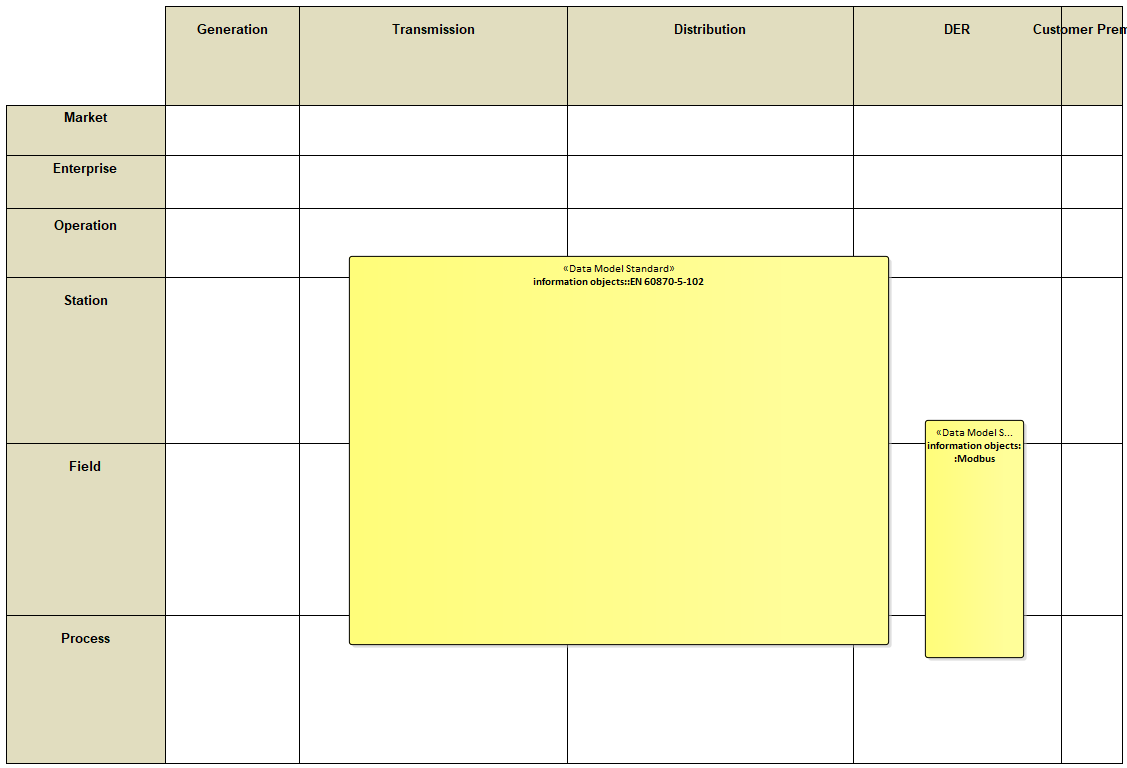 Generation
Transmission
Distribution
DER
Customer Prem
Market
Enterprise
Operation
«Data Model Standard»
information objects::EN 60870-5-102
Station
«Data Model S...
information objects:
:Modbus
Field
Process